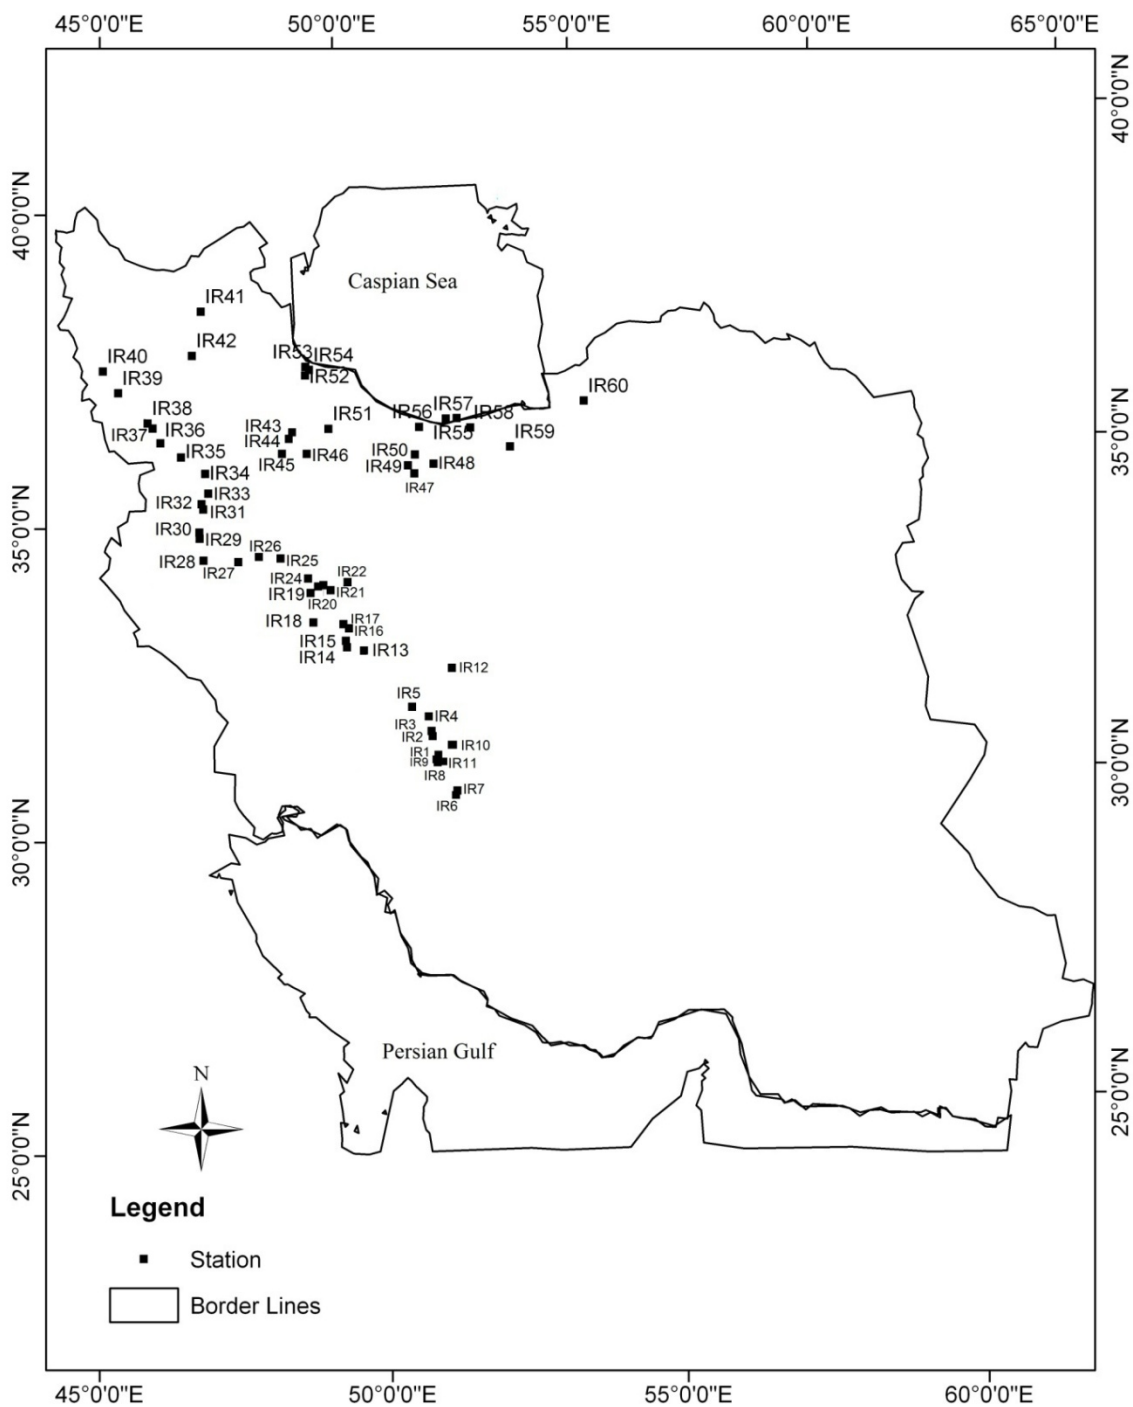 45°0'0"E 50°0'0"E 55°0'0"E 60°0'0"E 65°0'0"E
40°0'0"N
40°0'0"N
Caspian Sea
IR41
IR42
IR53 IR54
IR40
IR52
IR39
IR60
IR38
IR37 IR36
IR51
IR56 IR57 IR58
IR55
35°0'0"N
IR43
IR44
IR59
IR35
IR45 IR46
IR50
IR49 IR48
IR47
IR34
IR33
IR32
IR31
35°0'0"N
IR30
IR29
IR28
IR27
IR26
IR25
IR24 IR22
IR19 IR21
IR20
IR18 IR17
IR16
IR15
IR14 IR13
IR12
IR5
IR4
IR3
IR2
IR10
IR1
IR9 IR11
IR8
30°0'0"N
IR7
IR6
30°0'0"N
Persian Gulf
25°0'0"N
N
25°0'0"N
Legend
Station
Border Lines
45°0'0"E 50°0'0"E 55°0'0"E 60°0'0"E